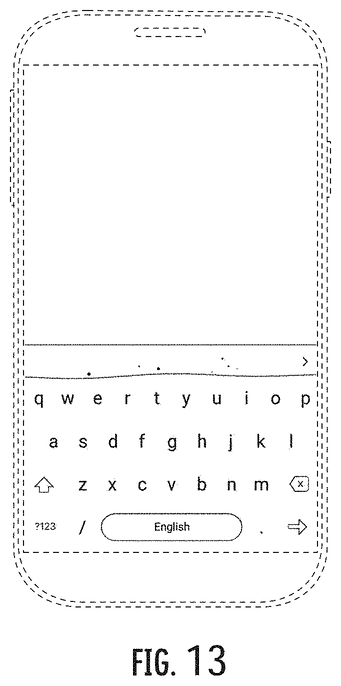 >
q w e r t y u i o p
a s d f g h j k l
z x c v b n m x
?123 / English .
FIG. 13